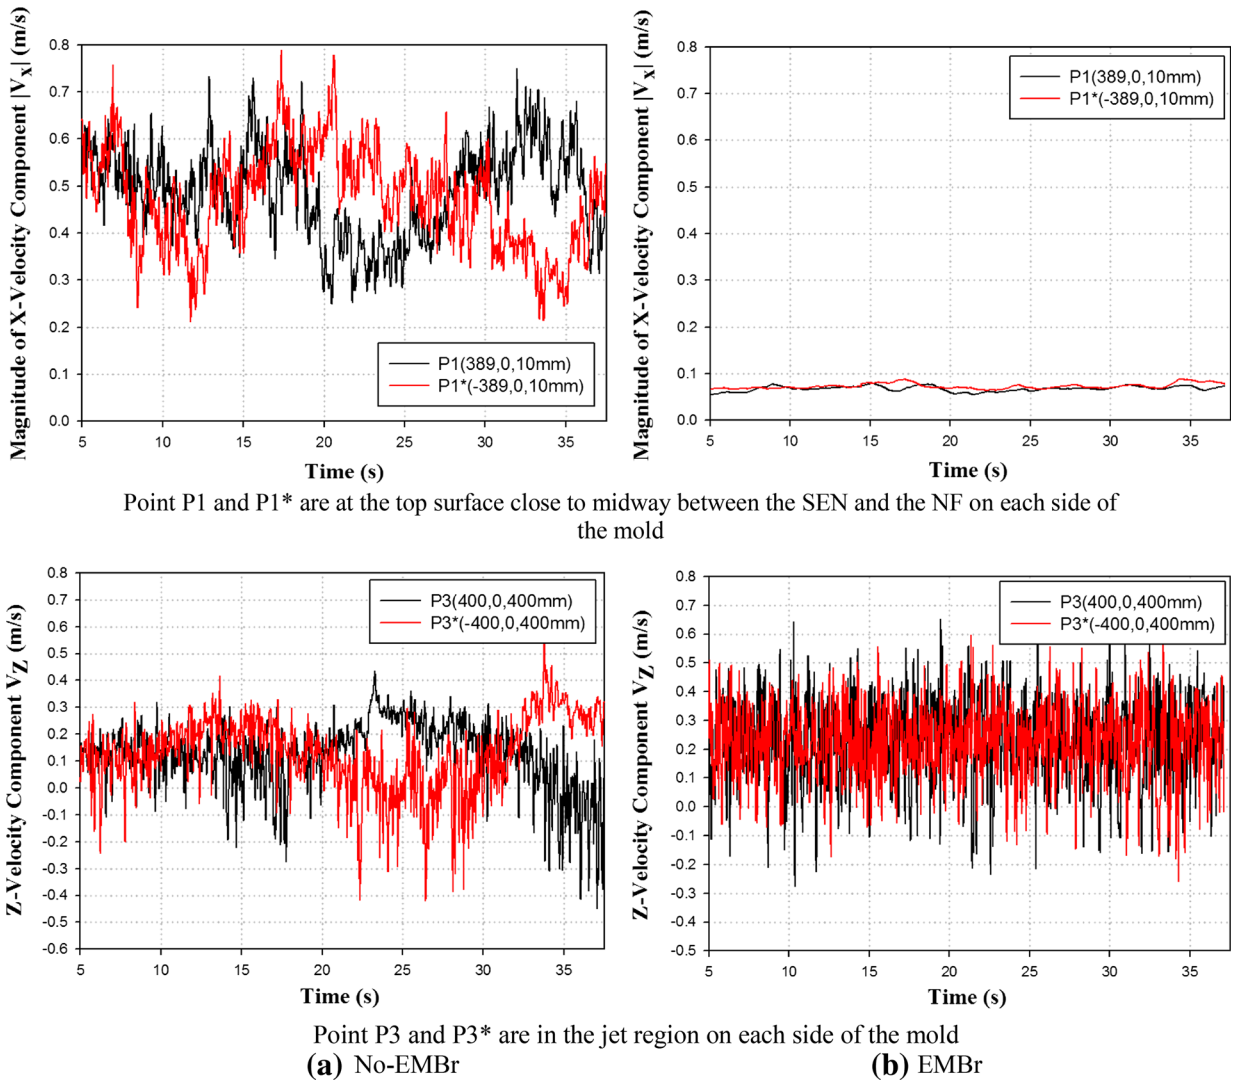 Magnitude of X-Velocity Component |Vx| (m/s)
0.8
0.7
0.6
0.5
0.4
0.3
0.2
0.1
0.0
P1(389,0,10mm)
P1*(-389,0,10mm)
5 10 15 20 25 30 35
Time (s)
Magnitude of X-Velocity Component |Vx| (m/s)
0.8
0.7
0.6
0.5
0.4
0.3
0.2
0.1
0.0
P1(389,0,10mm)
P1*(-389,0,10mm)
5 10 15 20 25 30 35
Time (s)
Point P1 and P1* are at the top surface close to midway between the SEN and the NF on each side of
the mold
Z-Velocity Component VZ (m/s)
0.8
0.7
0.6
0.5
0.4
0.3
0.2
0.1
0.0
-0.1
-0.2
-0.3
-0.4
-0.5
-0.6
P3(400,0,400mm)
P3*(-400,0,400mm)
5 10 15 20 25 30 35
Time (s)
Z-Velocity Component VZ (m/s)
0.8
0.7
0.6
0.5
0.4
0.3
0.2
0.1
0.0
-0.1
-0.2
-0.3
-0.4
-0.5
P3(400,0,400mm)
P3*(-400,0,400mm)
5 10 15 20 25 30 35
Time (s)
Point P3 and P3* are in the jet region on each side of the mold
(a) No-EMBr
(b) EMBr